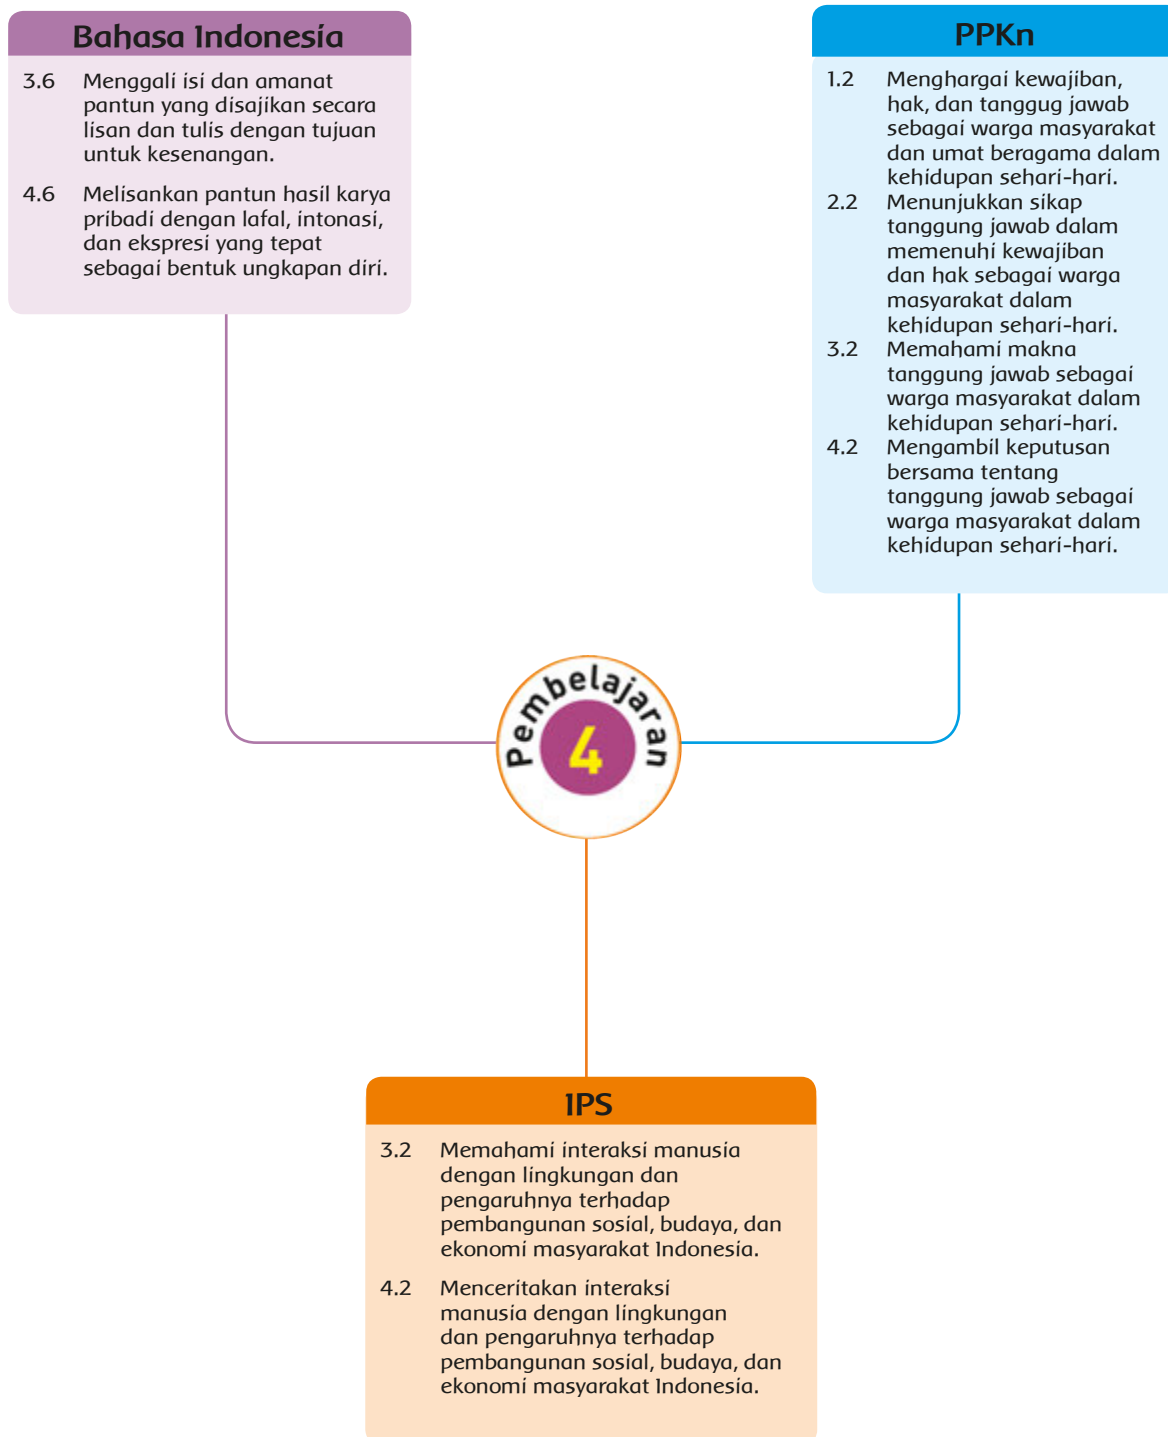 Bahasa Indonesia
3.6 Menggali isi dan amanat
pantun yang disajikan secara
lisan dan tulis dengan tujuan
untuk kesenangan.
4.6 Melisankan pantun hasil karya
pribadi dengan lafal, intonasi,
dan ekspresi yang tepat
sebagai bentuk ungkapan diri.
PPKn
1.2 Menghargai kewajiban,
hak, dan tanggug jawab
sebagai warga masyarakat
dan umat beragama dalam
kehidupan sehari-hari.
2.2 Menunjukkan sikap
tanggung jawab dalam
memenuhi kewajiban
dan hak sebagai warga
masyarakat dalam
kehidupan sehari-hari.
3.2 Memahami makna
tanggung jawab sebagai
warga masyarakat dalam
kehidupan sehari-hari.
4.2 Mengambil keputusan
bersama tentang
tanggung jawab sebagai
warga masyarakat dalam
kehidupan sehari-hari.
Pembelajaran
4
IPS
3.2 Memahami interaksi manusia
dengan lingkungan dan
pengaruhnya terhadap
pembangunan sosial, budaya, dan
ekonomi masyarakat Indonesia.
4.2 Menceritakan interaksi
manusia dengan lingkungan
dan pengaruhnya terhadap
pembangunan sosial, budaya, dan
ekonomi masyarakat Indonesia.